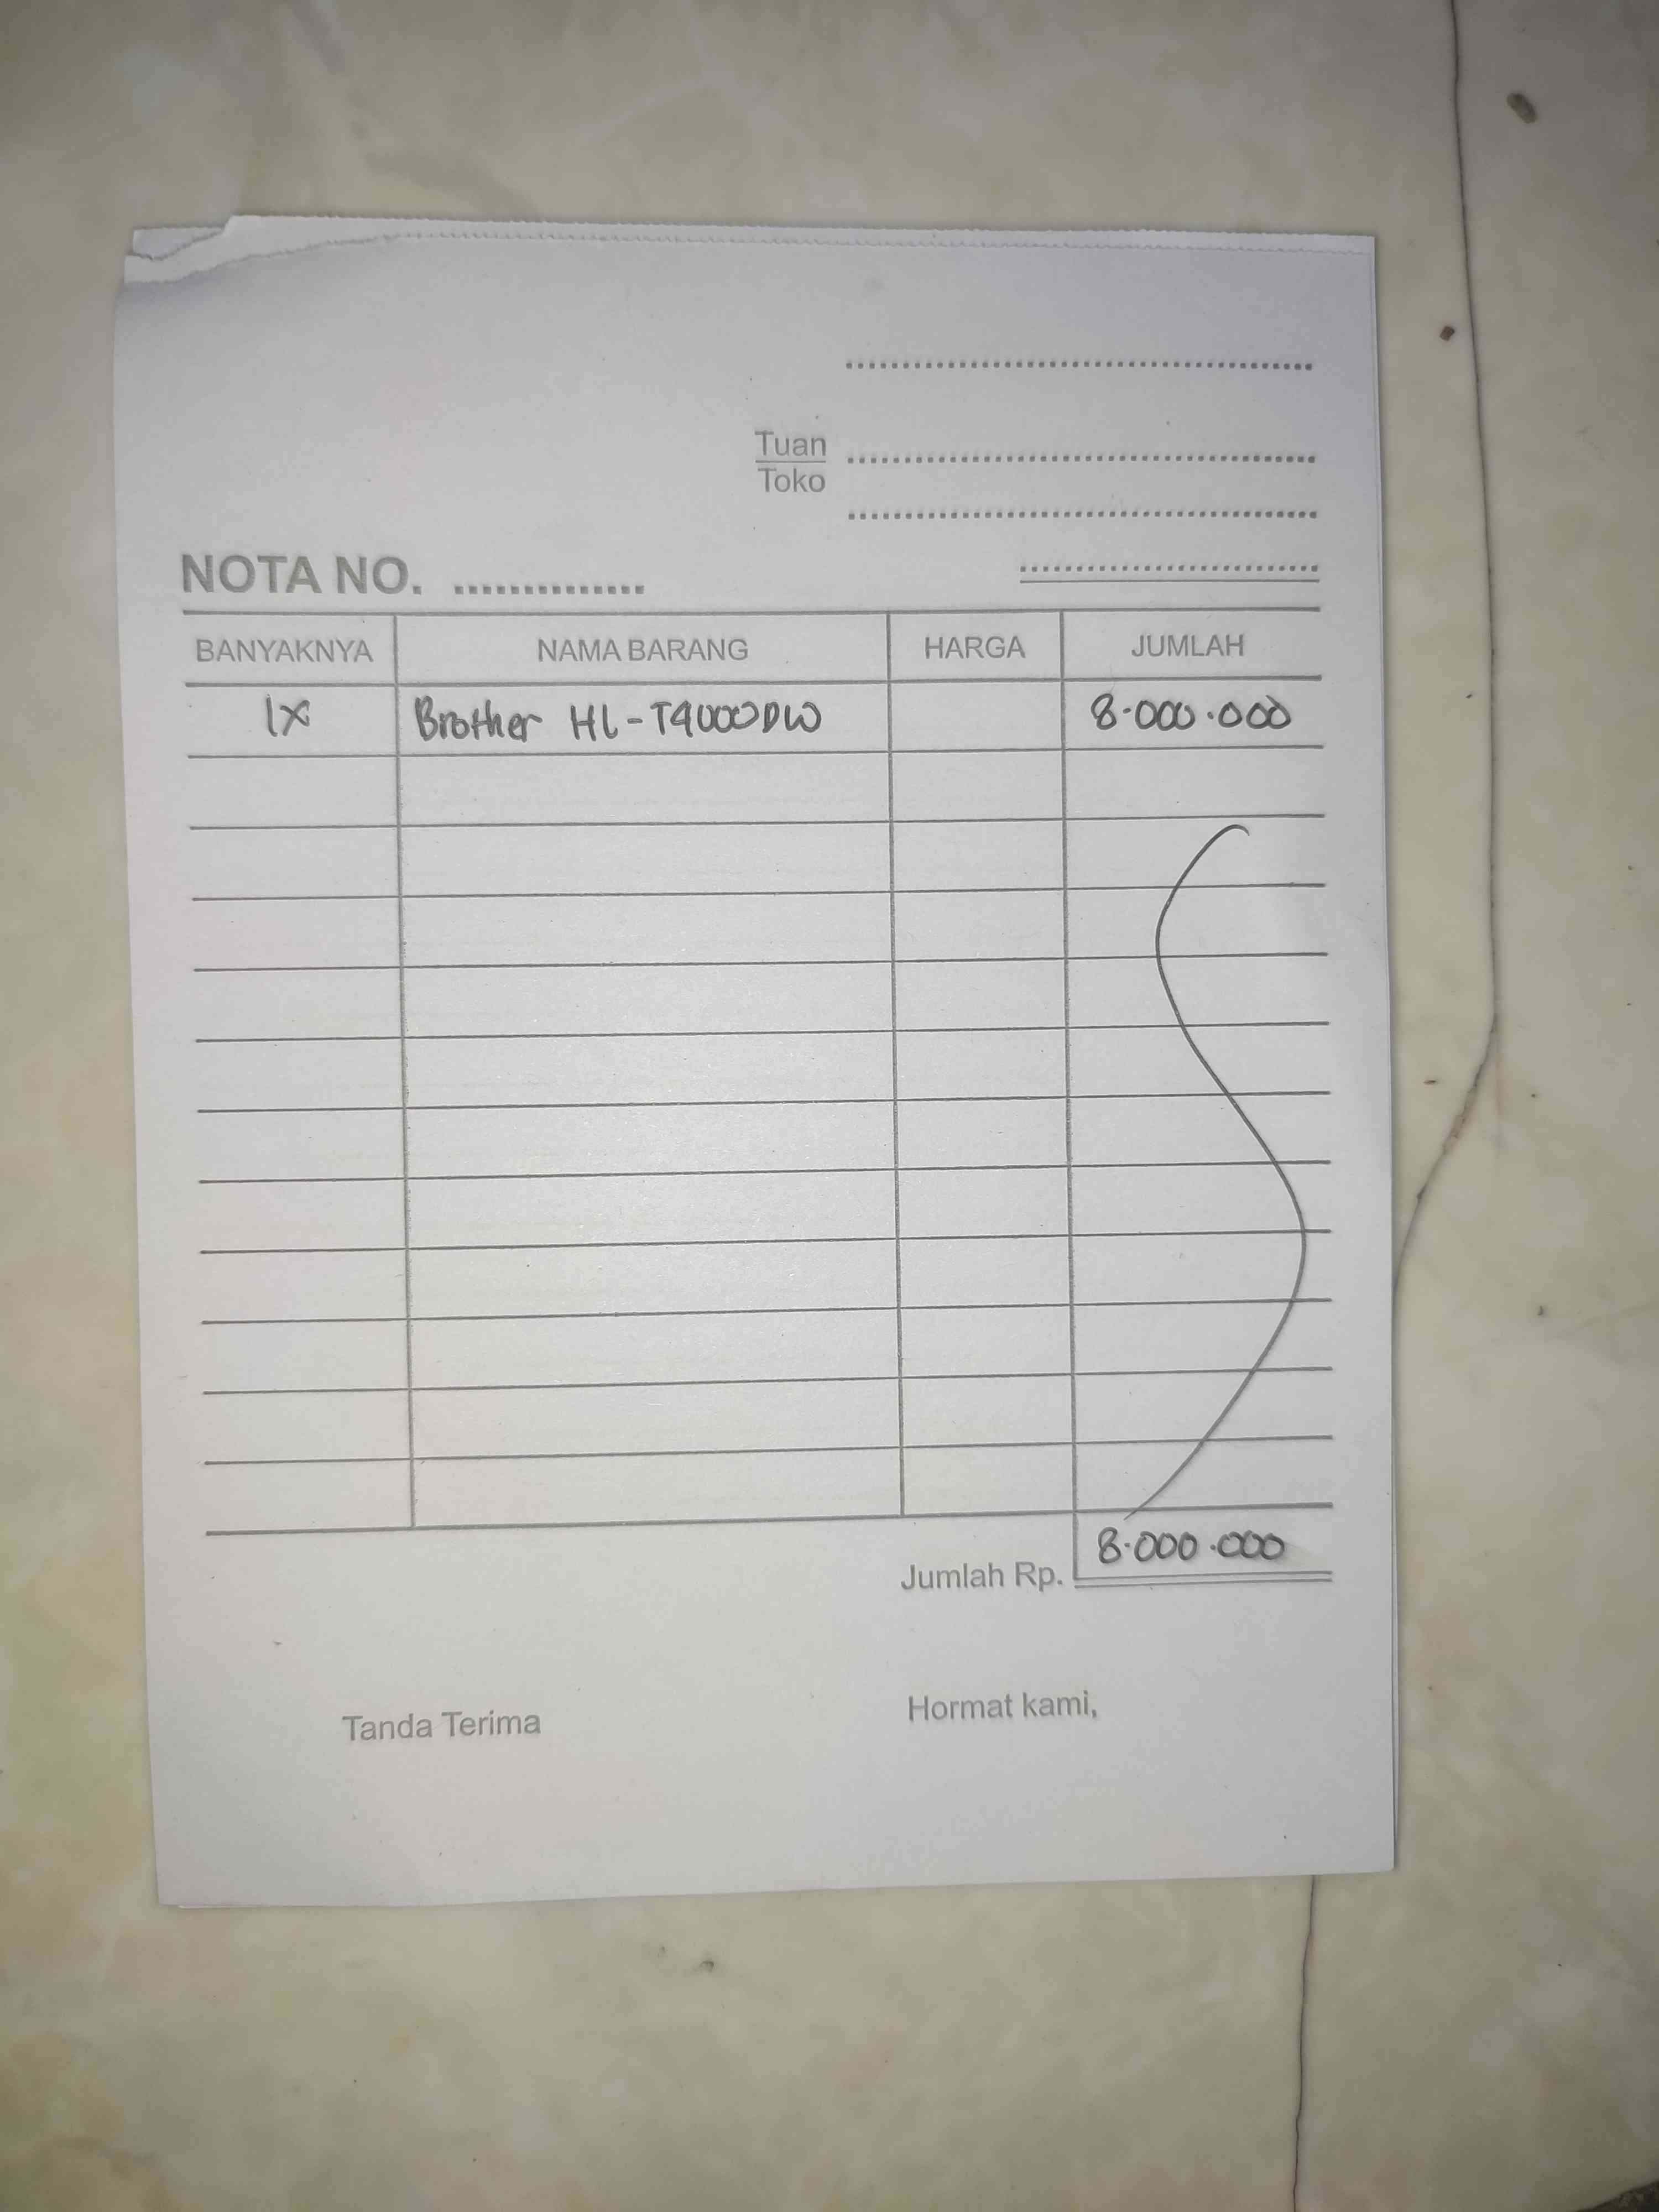 Tuan
Toko
NOTA NO.
BANYAKNYA NAMA BARANG HARGA JUMLAH
1X Brother HL-T4000DW 8.000.000
Jumlah Rp. 8.000.000
Tanda Terima Hormat kami,